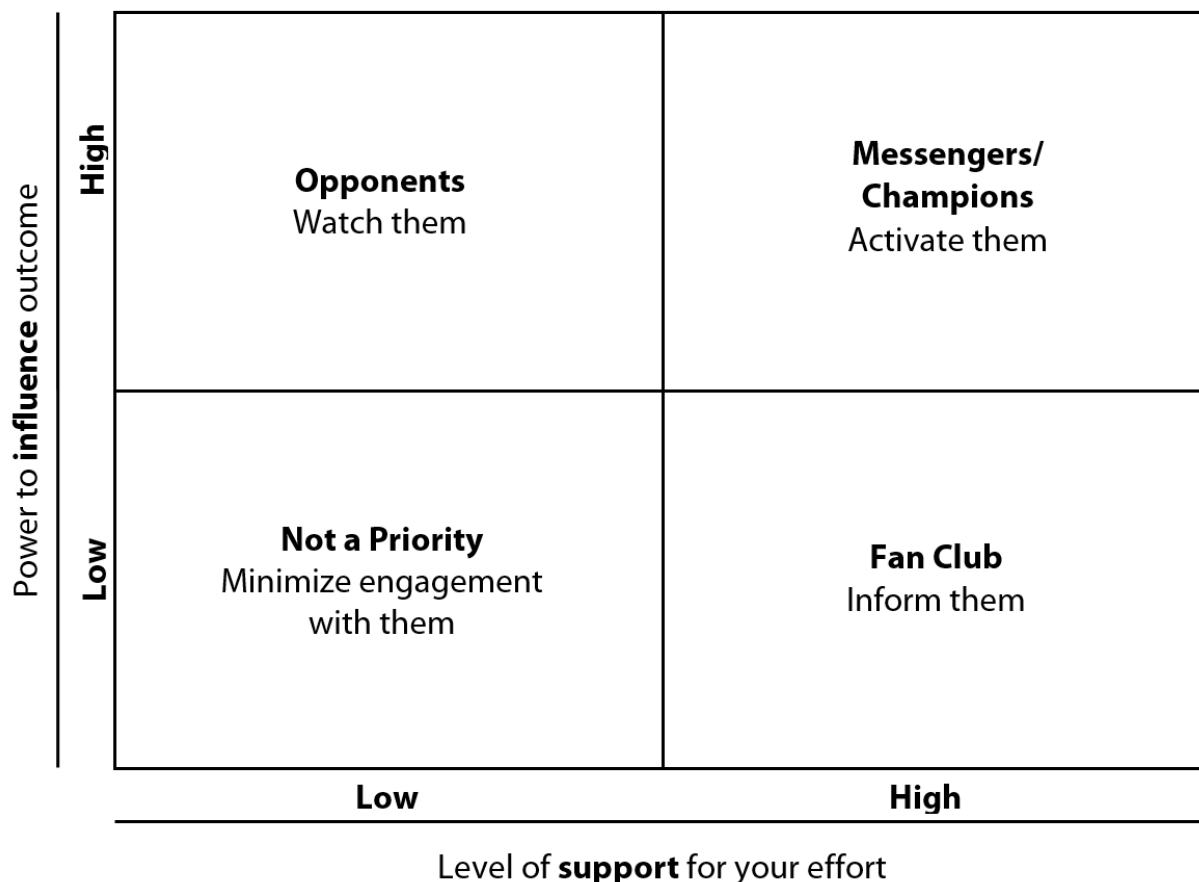 Power to influence outcome
High
Opponents
Watch them
Messengers/
Champions
Activate them
Low
Not a Priority
Minimize engagement
with them
Fan Club
Inform them
Low
High
Level of support for your effort